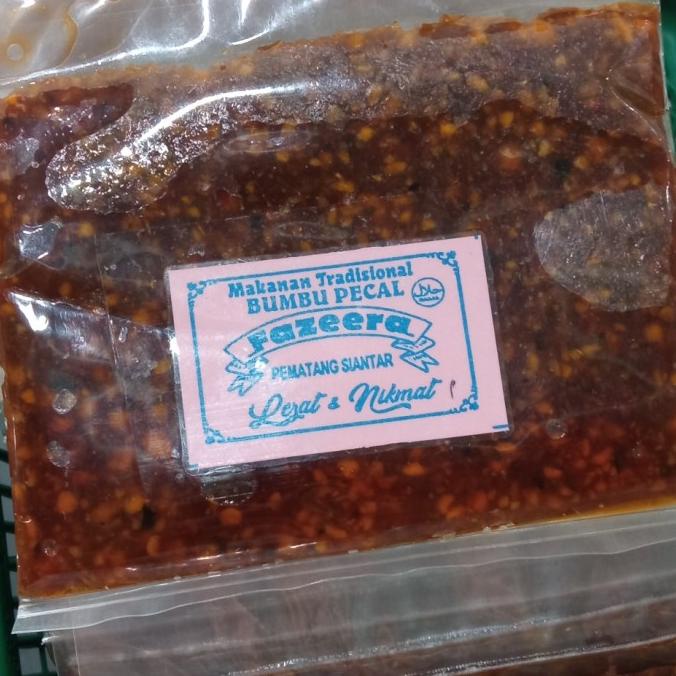 Makanan Tradisional
BUMBU PECAL
Fazeera
PEMATANG SIANTAR
Lezat & Nikmat